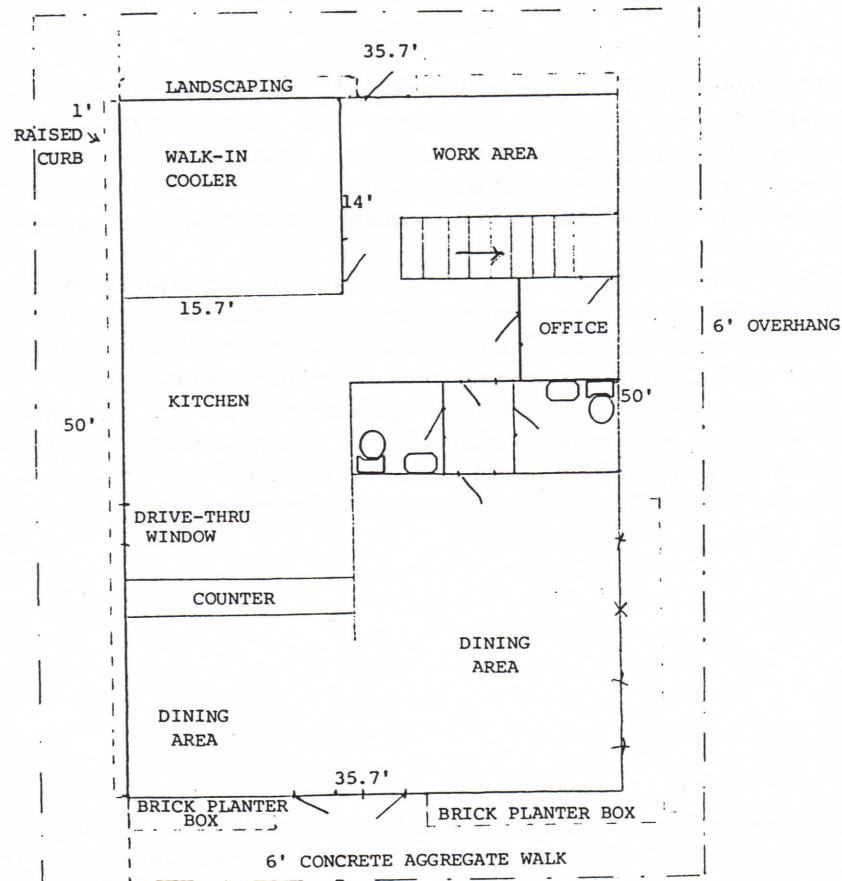 35.7'
LANDSCAPING
1'
RAISED
CURB
WALK-IN
COOLER
WORK AREA
14'
15.7'
OFFICE
6' OVERHANG
KITCHEN
50'
50'
DRIVE-THRU
WINDOW
COUNTER
DINING
AREA
DINING
AREA
35.7'
BRICK PLANTER
BOX
BRICK PLANTER BOX
6' CONCRETE AGGREGATE WALK